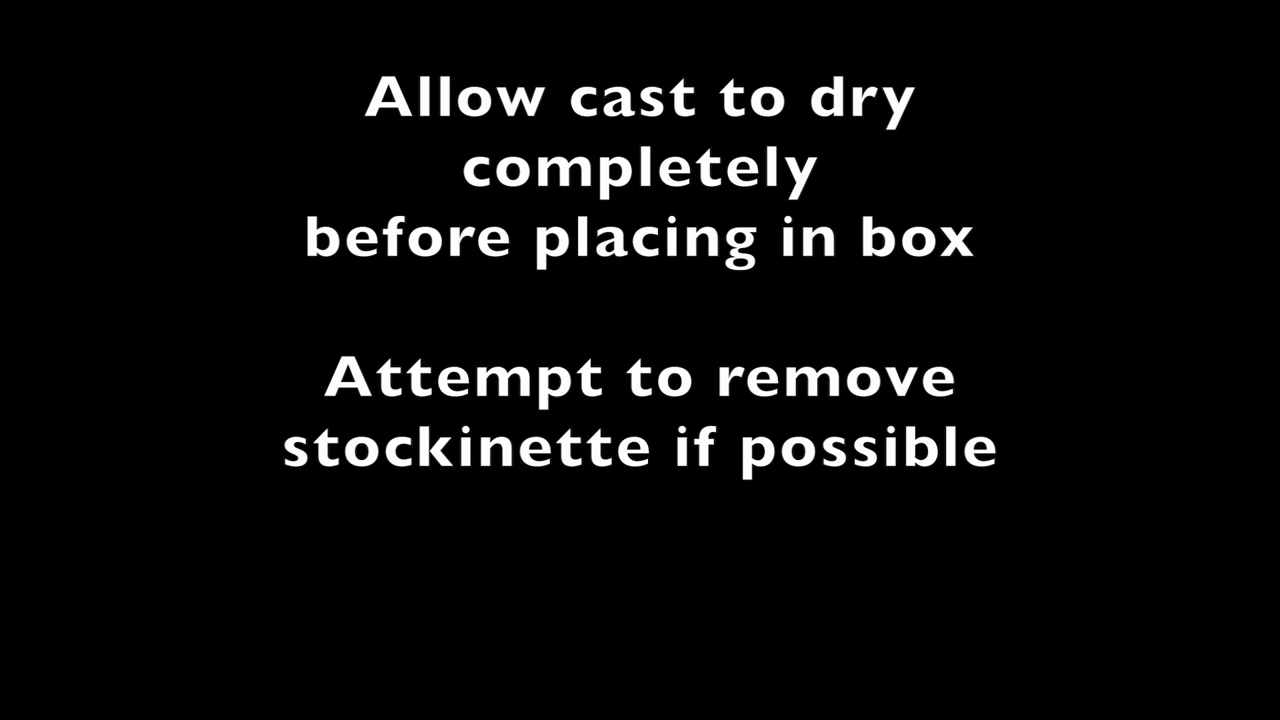 Allow cast to dry
completely
before placing in box
Attempt to remove
stockinette if possible